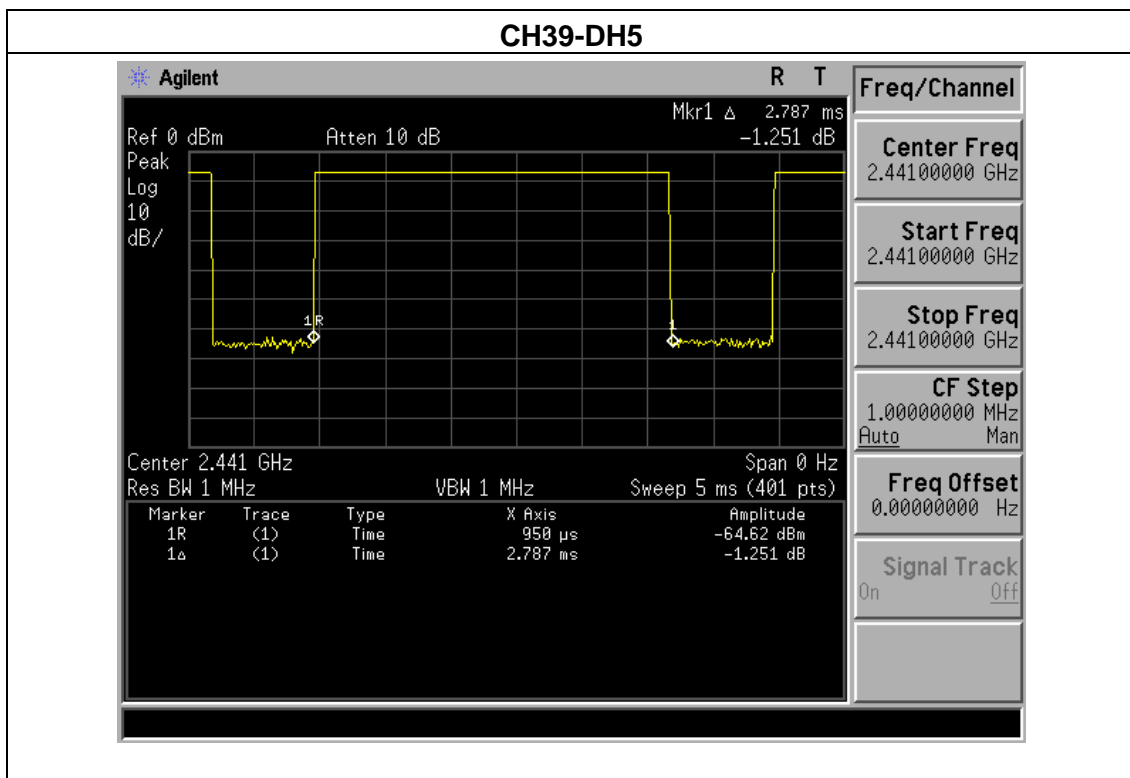 CH39-DH5
Agilent R T
Mkr1 Δ 2.787 ms
Ref 0 dBm Atten 10 dB -1.251 dB
Peak
Log
10
dB/
1R
1
Center 2.441 GHz Span 0 Hz
Res BW 1 MHz VBW 1 MHz Sweep 5 ms (401 pts)
Marker Trace Type X Axis Amplitude
1R (1) Time 950 µs -64.62 dBm
1Δ (1) Time 2.787 ms -1.251 dB
Freq/Channel
Center Freq
2.44100000 GHz
Start Freq
2.44100000 GHz
Stop Freq
2.44100000 GHz
CF Step
1.00000000 MHz
Auto Man
Freq Offset
0.00000000 Hz
Signal Track
On Off